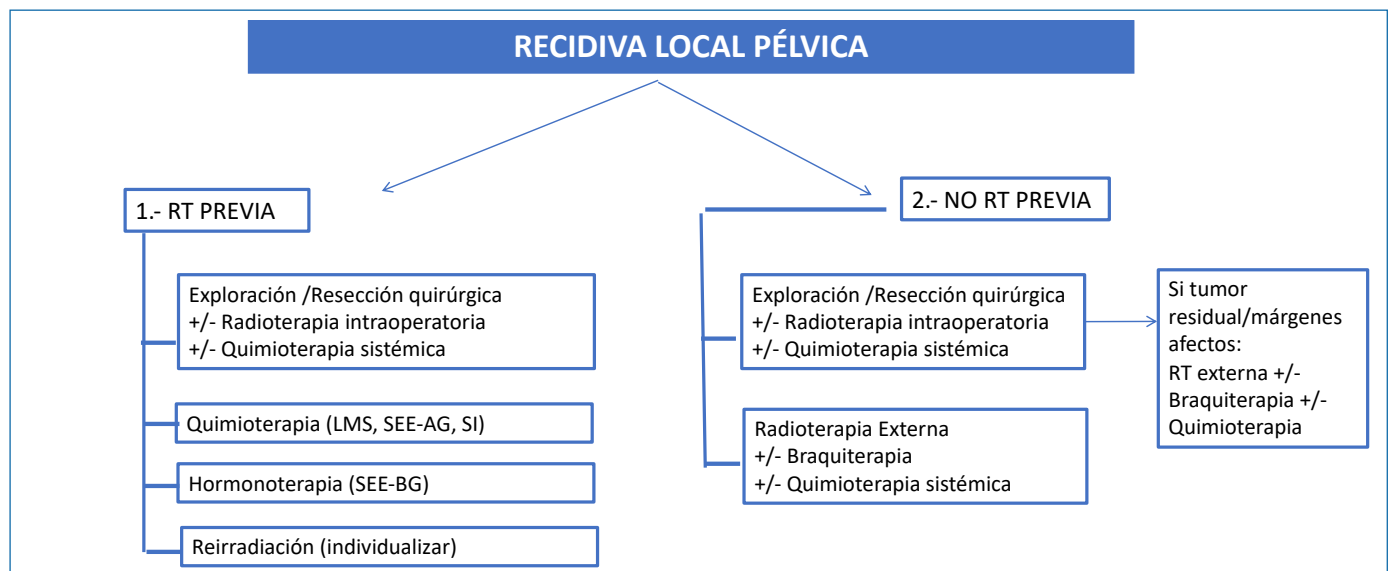 RECIDIVA LOCAL PÉLVICA
1.- RT PREVIA
Exploración /Resección quirúrgica
+/- Radioterapia intraoperatoria
+/- Quimioterapia sistémica
Quimioterapia (LMS, SEE-AG, SI)
Hormonoterapia (SEE-BG)
Reirradiación (individualizar)
2.- NO RT PREVIA
Exploración /Resección quirúrgica
+/- Radioterapia intraoperatoria
+/- Quimioterapia sistémica
Si tumor
residual/márgenes
afectos:
RT externa +/-
Braquiterapia +/-
Quimioterapia
Radioterapia Externa
+/- Braquiterapia
+/- Quimioterapia sistémica